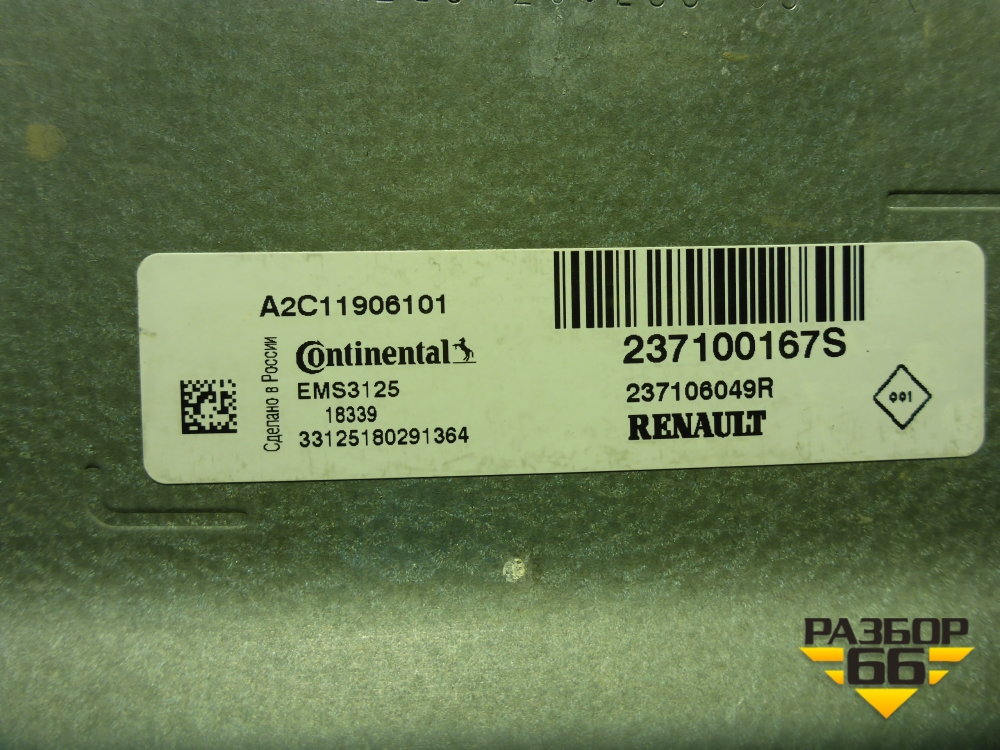 A2C11906101
Сделано в России
Continental
EMS3125
18339
33125180291364
237100167S
237106049R
RENAULT
001
РАЗБОР
66